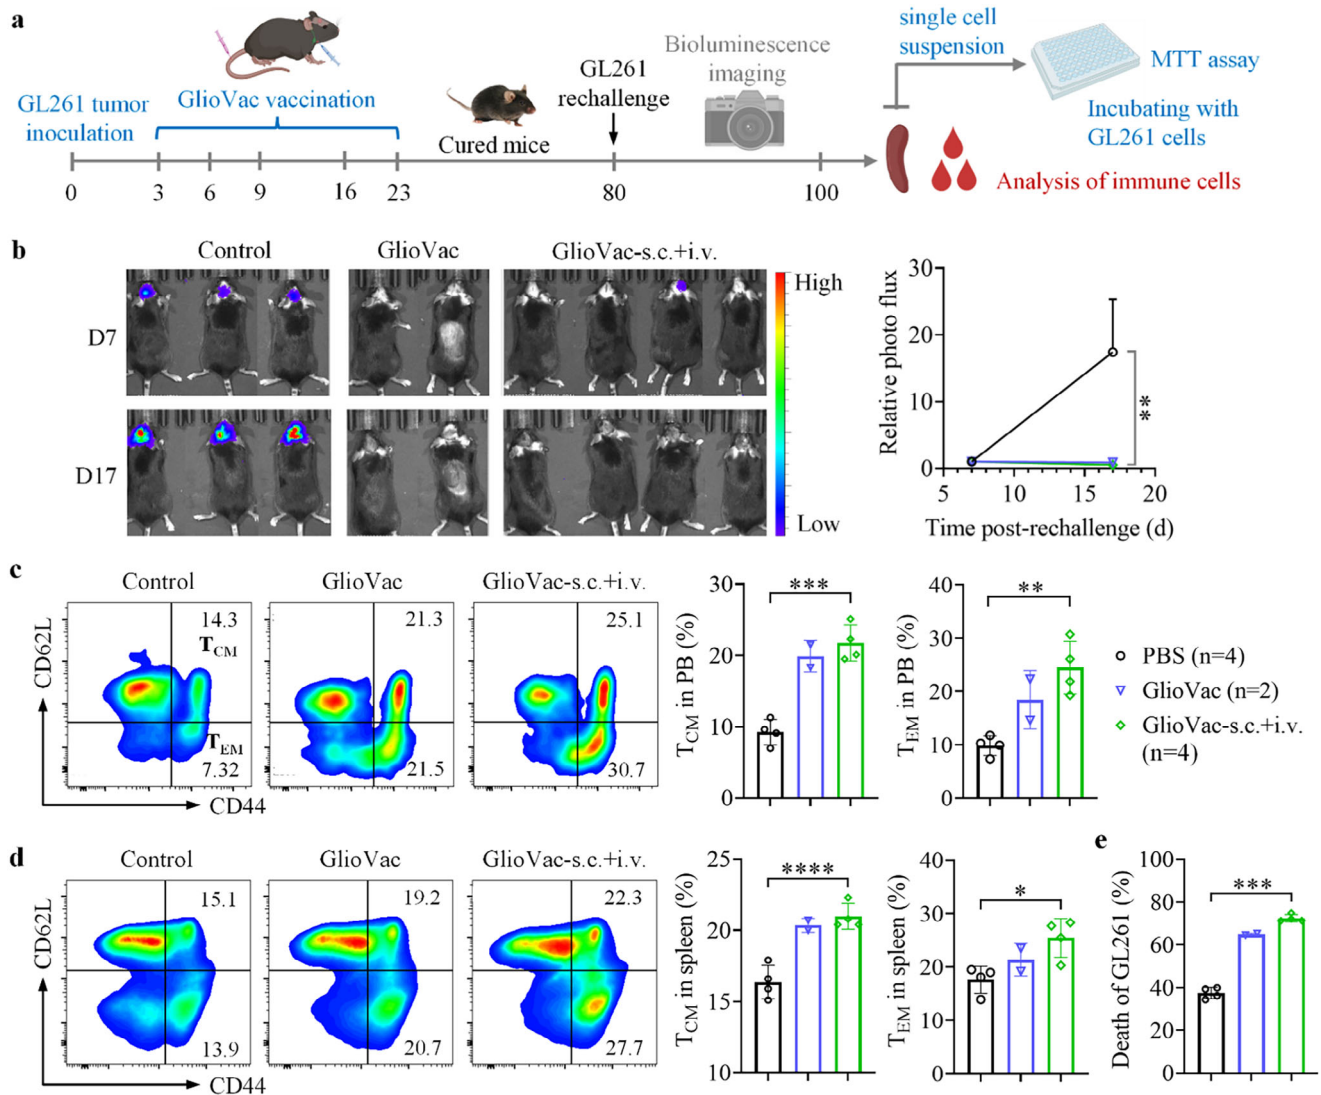 a
GL261 tumor
inoculation
GlioVac vaccination
Cured mice
GL261
rechallenge
Bioluminescence
imaging
single cell
suspension
MTT assay
Incubating with
GL261 cells
Analysis of immune cells
0
3
6
9
16
23
80
100
b
Control
GlioVac
GlioVac-s.c.+i.v.
D7
D17
High
Low
Relative photo flux
30
20
10
0
5
10
15
20
**
Time post-rechallenge (d)
c
Control
GlioVac
GlioVac-s.c.+i.v.
CD62L
CD44
14.3
TCM
TEM
7.32
21.3
21.5
25.1
30.7
TCM in PB (%)
30
20
10
0
***
TEM in PB (%)
40
30
20
10
0
**
PBS (n=4)
GlioVac (n=2)
GlioVac-s.c.+i.v.
(n=4)
d
Control
GlioVac
GlioVac-s.c.+i.v.
CD62L
CD44
15.1
13.9
19.2
20.7
22.3
27.7
TCM in spleen (%)
25
20
15
10
****
TEM in spleen (%)
40
30
20
10
0
*
e
Death of GL261 (%)
100
80
60
40
20
0
***